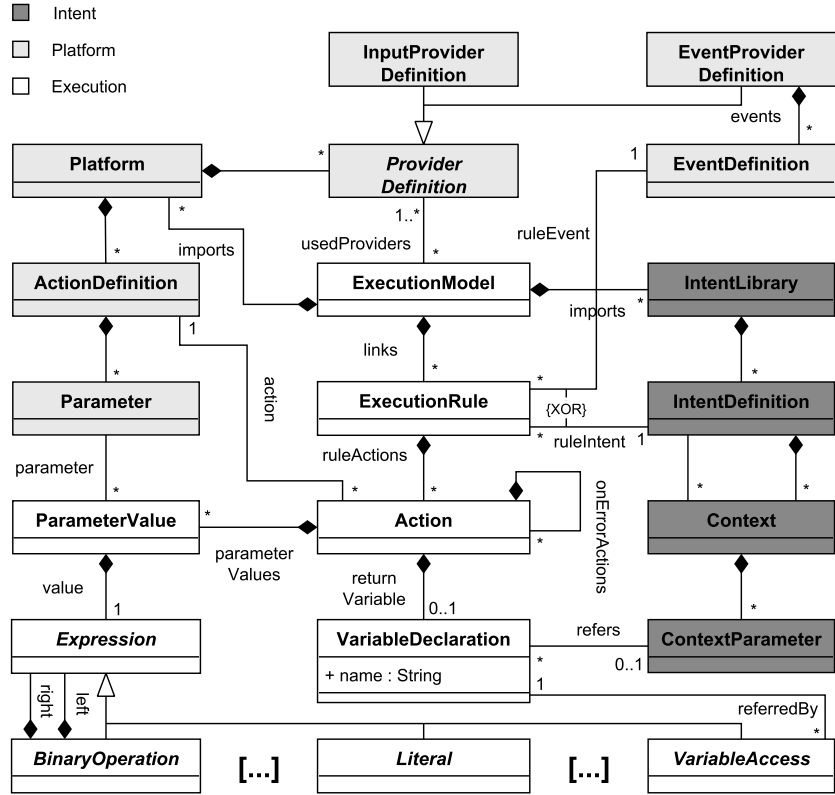 Intent
Platform
Execution
InputProvider
Definition
EventProvider
Definition
events
*
Platform
*
Provider
Definition
1
EventDefinition
*
1..*
ruleEvent
imports
usedProviders
*
*
ActionDefinition
ExecutionModel
IntentLibrary
imports
*
1
links
*
*
action
*
*
Parameter
ExecutionRule
{XOR}
IntentDefinition
*
ruleIntent
1
parameter
ruleActions
*
*
*
onErrorActions
*
*
ParameterValue
*
Action
*
Context
parameter
Values
value
return
Variable
1
0..1
*
Expression
VariableDeclaration
refers
ContextParameter
+ name : String
*
0..1
1
right
left
referredBy
*
BinaryOperation
[...]
Literal
[...]
VariableAccess